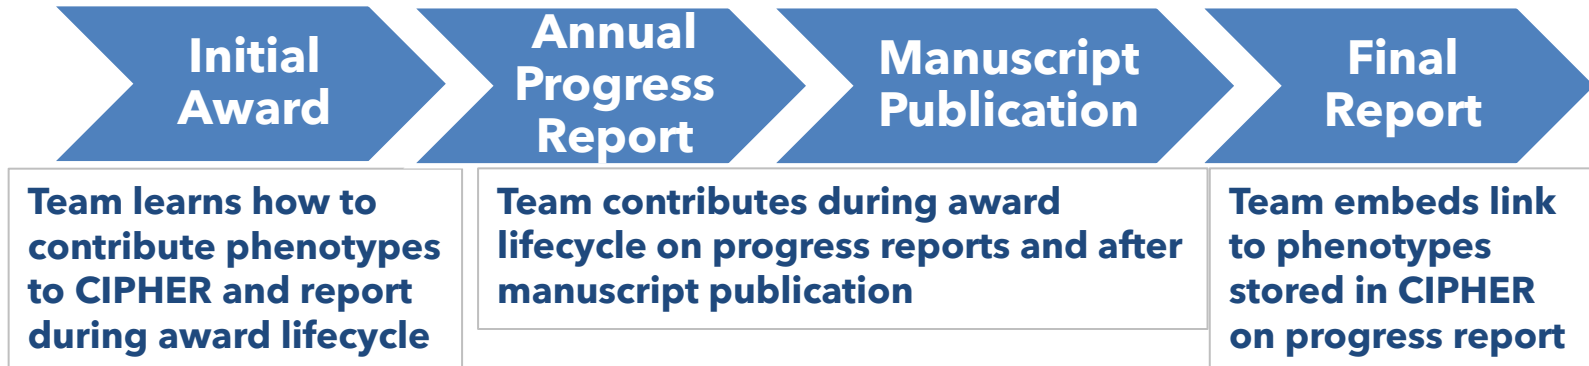 Initial
Award
Annual
Progress
Report
Manuscript
Publication
Final
Report
Team learns how to
contribute phenotypes
to CIPHER and report
during award lifecycle
Team contributes during award
lifecycle on progress reports and after
manuscript publication
Team embeds link
to phenotypes
stored in CIPHER
on progress report